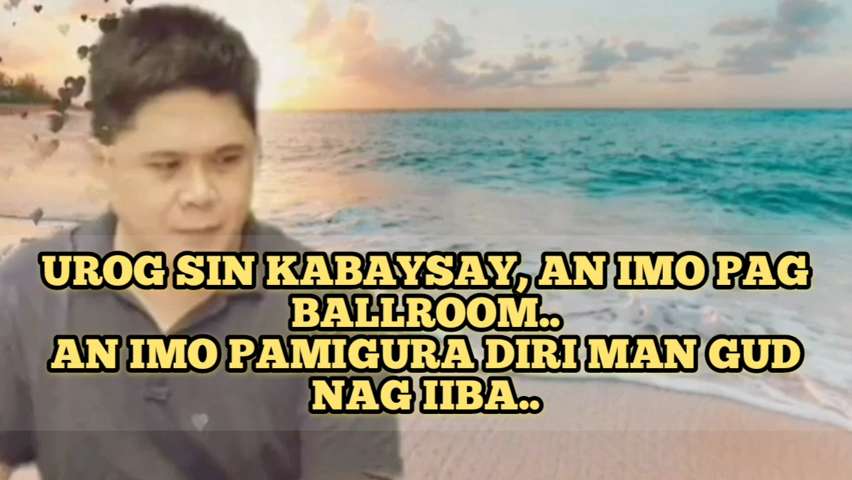 UROG SIN KABAYSAY, AN IMO PAG
BALLROOM..
AN IMO PAMIGURA DIRI MAN GUD
NAG IIBA..